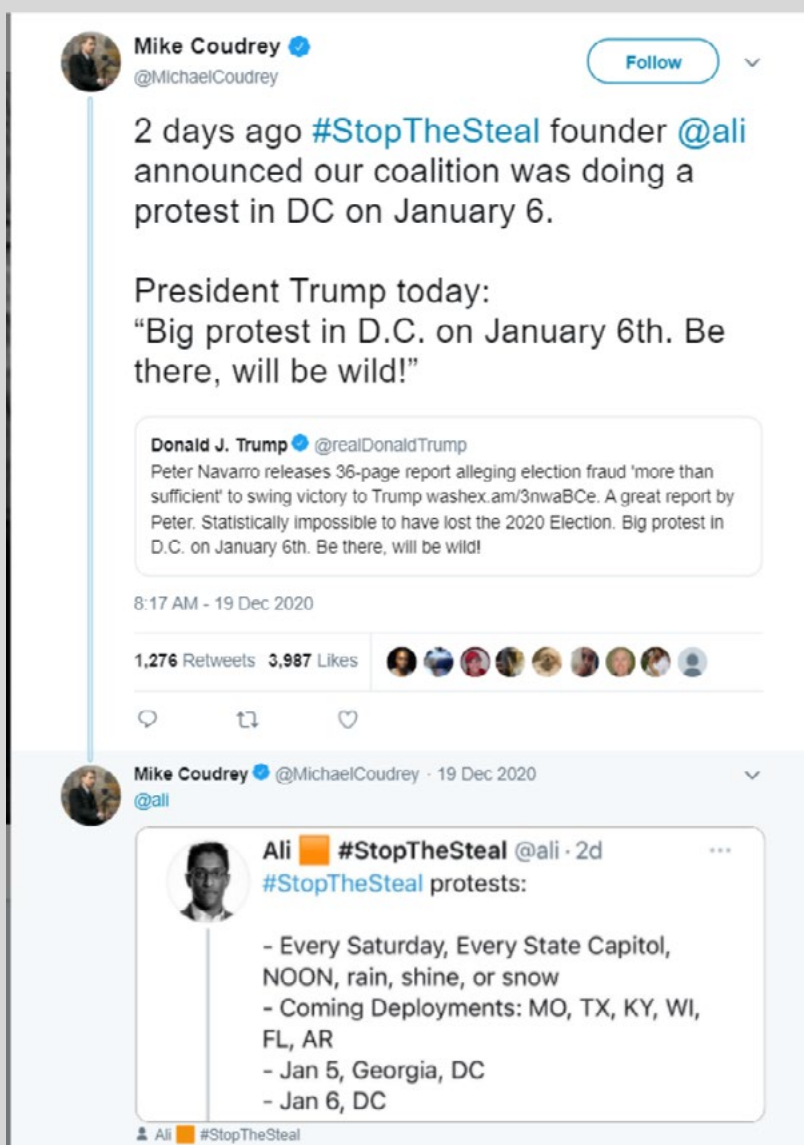 Mike Coudrey
@MichaelCoudrey
Follow
2 days ago #StopTheSteal founder @ali
announced our coalition was doing a
protest in DC on January 6.
President Trump today:
“Big protest in D.C. on January 6th. Be
there, will be wild!”
Donald J. Trump @realDonaldTrump
Peter Navarro releases 36-page report alleging election fraud 'more than
sufficient' to swing victory to Trump washex.am/3nwaBCe. A great report by
Peter. Statistically impossible to have lost the 2020 Election. Big protest in
D.C. on January 6th. Be there, will be wild!
8:17 AM - 19 Dec 2020
1,276 Retweets 3,987 Likes
Mike Coudrey @MichaelCoudrey · 19 Dec 2020
@ali
Ali 🟧 #StopTheSteal @ali · 2d
#StopTheSteal protests:
- Every Saturday, Every State Capitol,
NOON, rain, shine, or snow
- Coming Deployments: MO, TX, KY, WI,
FL, AR
- Jan 5, Georgia, DC
- Jan 6, DC
Ali 🟧 #StopTheSteal